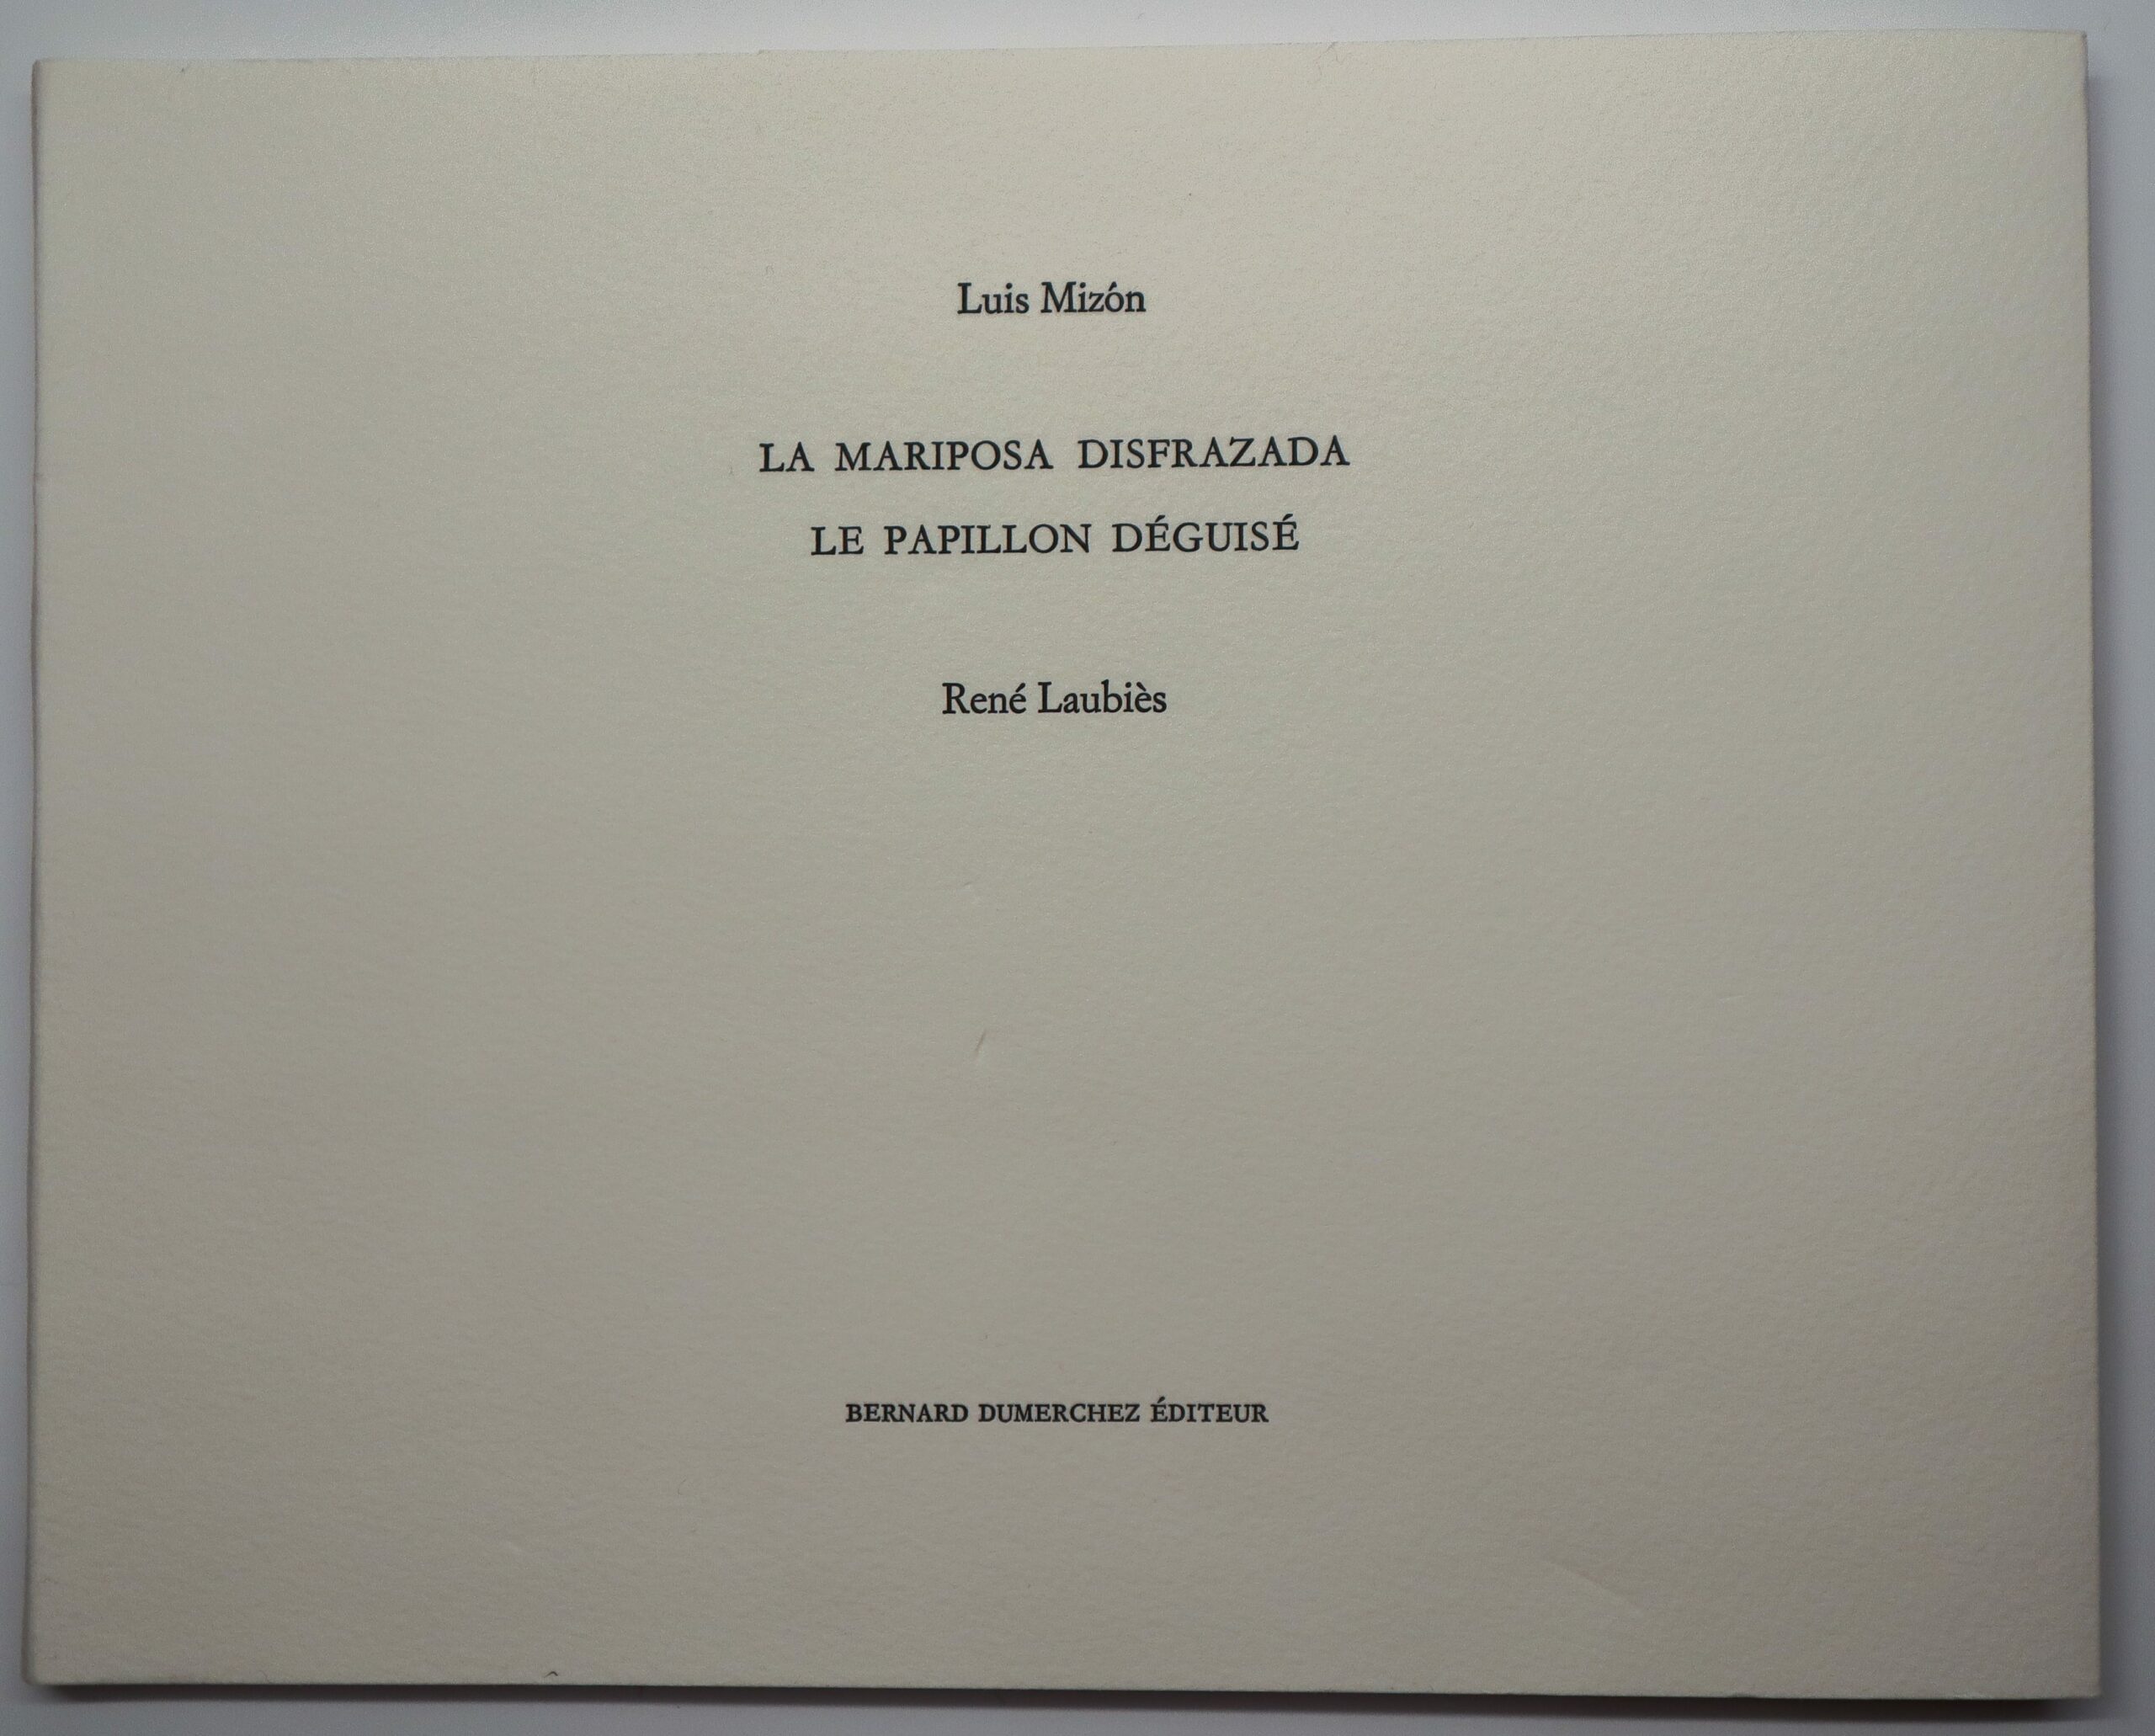 Luis Mizón
LA MARIPOSA DISFRAZADA
LE PAPILLON DÉGUISÉ
René Laubiès
BERNARD DUMERCHEZ ÉDITEUR